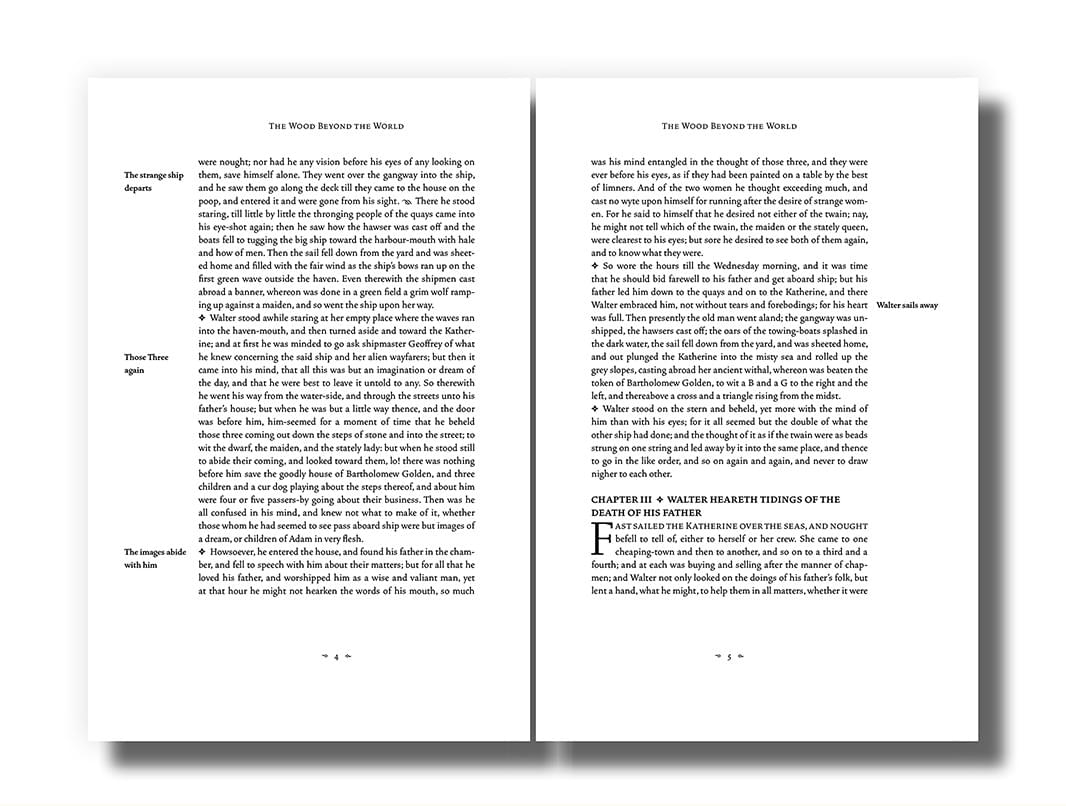 The Wood Beyond the World
were nought; nor had he any vision before his eyes of any looking on
The strange ship
them, save himself alone. They went over the gangway into the ship,
departs
and he saw them go along the deck till they came to the house on the
poop, and entered it and were gone from his sight. There he stood
staring, till little by little the thronging people of the quays came into
his eye-shot again; then he saw how the hawser was cast off and the
boats fell to tugging the big ship toward the harbour-mouth with hale
and how of men. Then the sail fell down from the yard and was sheet-
ed home and filled with the fair wind as the ship's bows ran up on the
first green wave outside the haven. Even therewith the shipmen cast
abroad a banner, whereon was done in a green field a grim wolf ramp-
ing up against a maiden, and so went the ship upon her way.
❖ Walter stood awhile staring at her empty place where the waves ran
into the haven-mouth, and then turned aside and toward the Kather-
ine; and at first he was minded to go ask shipmaster Geoffrey of what
Those Three
he knew concerning the said ship and her alien wayfarers; but then it
again
came into his mind, that all this was but an imagination or dream of
the day, and that he were best to leave it untold to any. So therewith
he went his way from the water-side, and through the streets unto his
father's house; but when he was but a little way thence, and the door
was before him, him-seemed for a moment of time that he beheld
those three coming out down the steps of stone and into the street; to
wit the dwarf, the maiden, and the stately lady: but when he stood still
to abide their coming, and looked toward them, lo! there was nothing
before him save the goodly house of Bartholomew Golden, and three
children and a cur dog playing about the steps thereof, and about him
were four or five passers-by going about their business. Then was he
all confused in his mind, and knew not what to make of it, whether
those whom he had seemed to see pass aboard ship were but images of
a dream, or children of Adam in very flesh.
The images abide
❖ Howsoever, he entered the house, and found his father in the cham-
with him
ber, and fell to speech with him about their matters; but for all that he
loved his father, and worshipped him as a wise and valiant man, yet
at that hour he might not hearken the words of his mouth, so much
4
The Wood Beyond the World
was his mind entangled in the thought of those three, and they were
ever before his eyes, as if they had been painted on a table by the best
of limners. And of the two women he thought exceeding much, and
cast no wyte upon himself for running after the desire of strange wom-
en. For he said to himself that he desired not either of the twain; nay,
he might not tell which of the twain, the maiden or the stately queen,
were clearest to his eyes; but sore he desired to see both of them again,
and to know what they were.
❖ So wore the hours till the Wednesday morning, and it was time
that he should bid farewell to his father and get aboard ship; but his
father led him down to the quays and on to the Katherine, and there
Walter embraced him, not without tears and forebodings; for his heart
Walter sails away
was full. Then presently the old man went aland; the gangway was un-
shipped, the hawsers cast off; the oars of the towing-boats splashed in
the dark water, the sail fell down from the yard, and was sheeted home,
and out plunged the Katherine into the misty sea and rolled up the
grey slopes, casting abroad her ancient withal, whereon was beaten the
token of Bartholomew Golden, to wit a B and a G to the right and the
left, and thereabove a cross and a triangle rising from the midst.
❖ Walter stood on the stern and beheld, yet more with the mind of
him than with his eyes; for it all seemed but the double of what the
other ship had done; and the thought of it as if the twain were as beads
strung on one string and led away by it into the same place, and thence
to go in the like order, and so on again and again, and never to draw
nigher to each other.
CHAPTER III ❖ WALTER HEARETH TIDINGS OF THE
DEATH OF HIS FATHER
FAST SAILED THE KATHERINE OVER THE SEAS, AND NOUGHT
befell to tell of, either to herself or her crew. She came to one
cheaping-town and then to another, and so on to a third and a
fourth; and at each was buying and selling after the manner of chap-
men; and Walter not only looked on the doings of his father's folk, but
lent a hand, what he might, to help them in all matters, whether it were
5